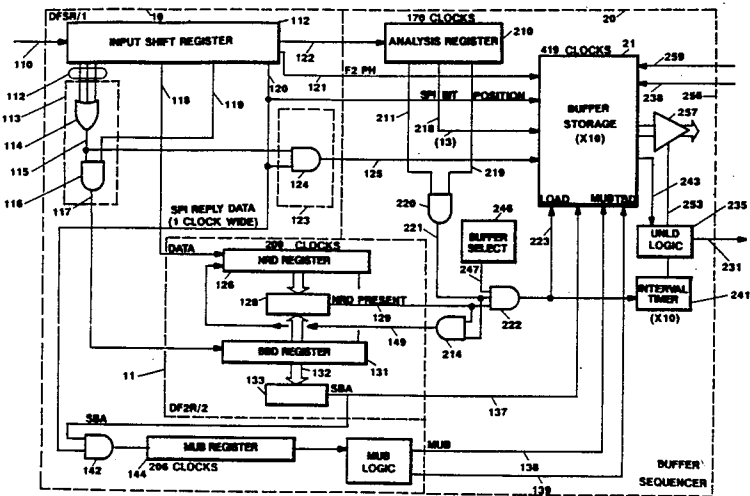 DFSR/1
10
112
170 CLOCKS
20
110
INPUT SHIFT REGISTER
122
ANALYSIS REGISTER
210
419 CLOCKS
21
112
120
121
F2 PH
259
238
256
113
118
119
SPI BIT POSITION
211
218
{13}
BUFFER
STORAGE
(X10)
257
114
115
124
125
219
116
117
SPI REPLY DATA
(1 CLOCK WIDE)
123
220
221
246
BUFFER
SELECT
LOAD
223
243
253
235
UNLD
LOGIC
231
DATA
209 CLOCKS
NRD REGISTER
126
247
128
NRD PRESENT
129
222
INTERVAL
TIMER
(X10)
241
149
214
131
11
132
133
SBA
DF2R/2
137
SBA
142
144
MUB REGISTER
206 CLOCKS
MUB
LOGIC
MUB
138
139
BUFFER
SEQUENCER